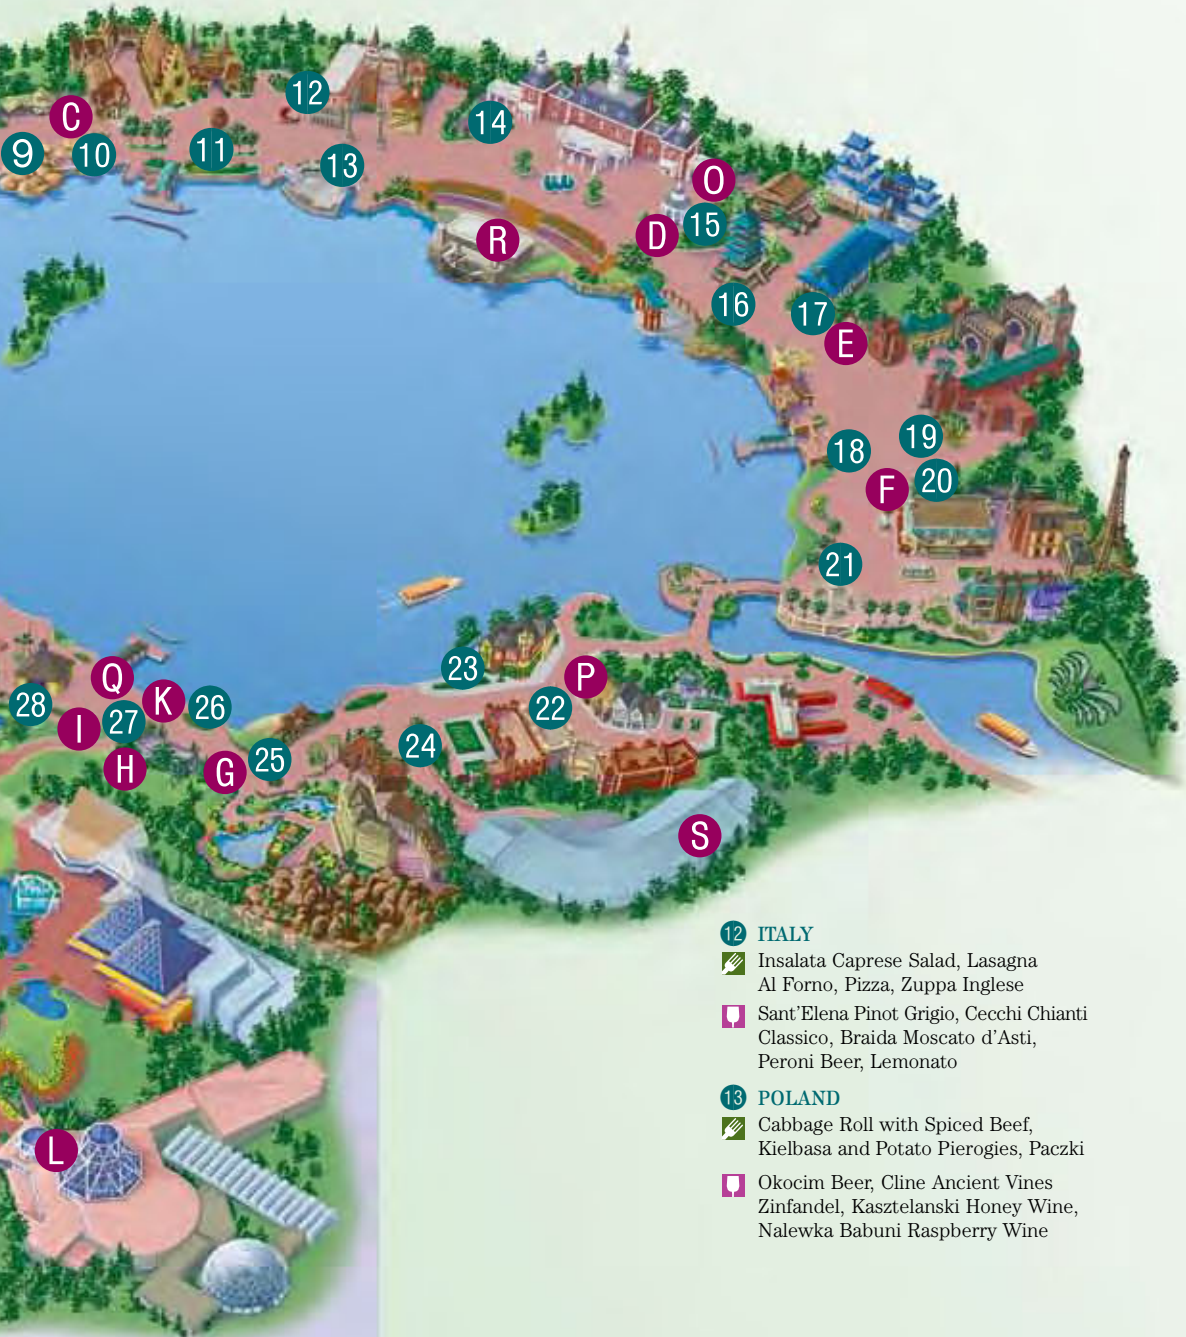 12
14
C
9
10
11
13
O
15
D
R
16
17
E
19
18
20
F
21
23
P
22
Q
K
26
28
I
27
24
25
H
G
S
L
12 ITALY
Insalata Caprese Salad, Lasagna
Al Forno, Pizza, Zuppa Inglese
Sant'Elena Pinot Grigio, Cecchi Chianti
Classico, Braida Moscato d'Asti,
Peroni Beer, Lemonato
13 POLAND
Cabbage Roll with Spiced Beef,
Kielbasa and Potato Pierogies, Paczki
Okocim Beer, Cline Ancient Vines
Zinfandel, Kasztelanski Honey Wine,
Nalewka Babuni Raspberry Wine